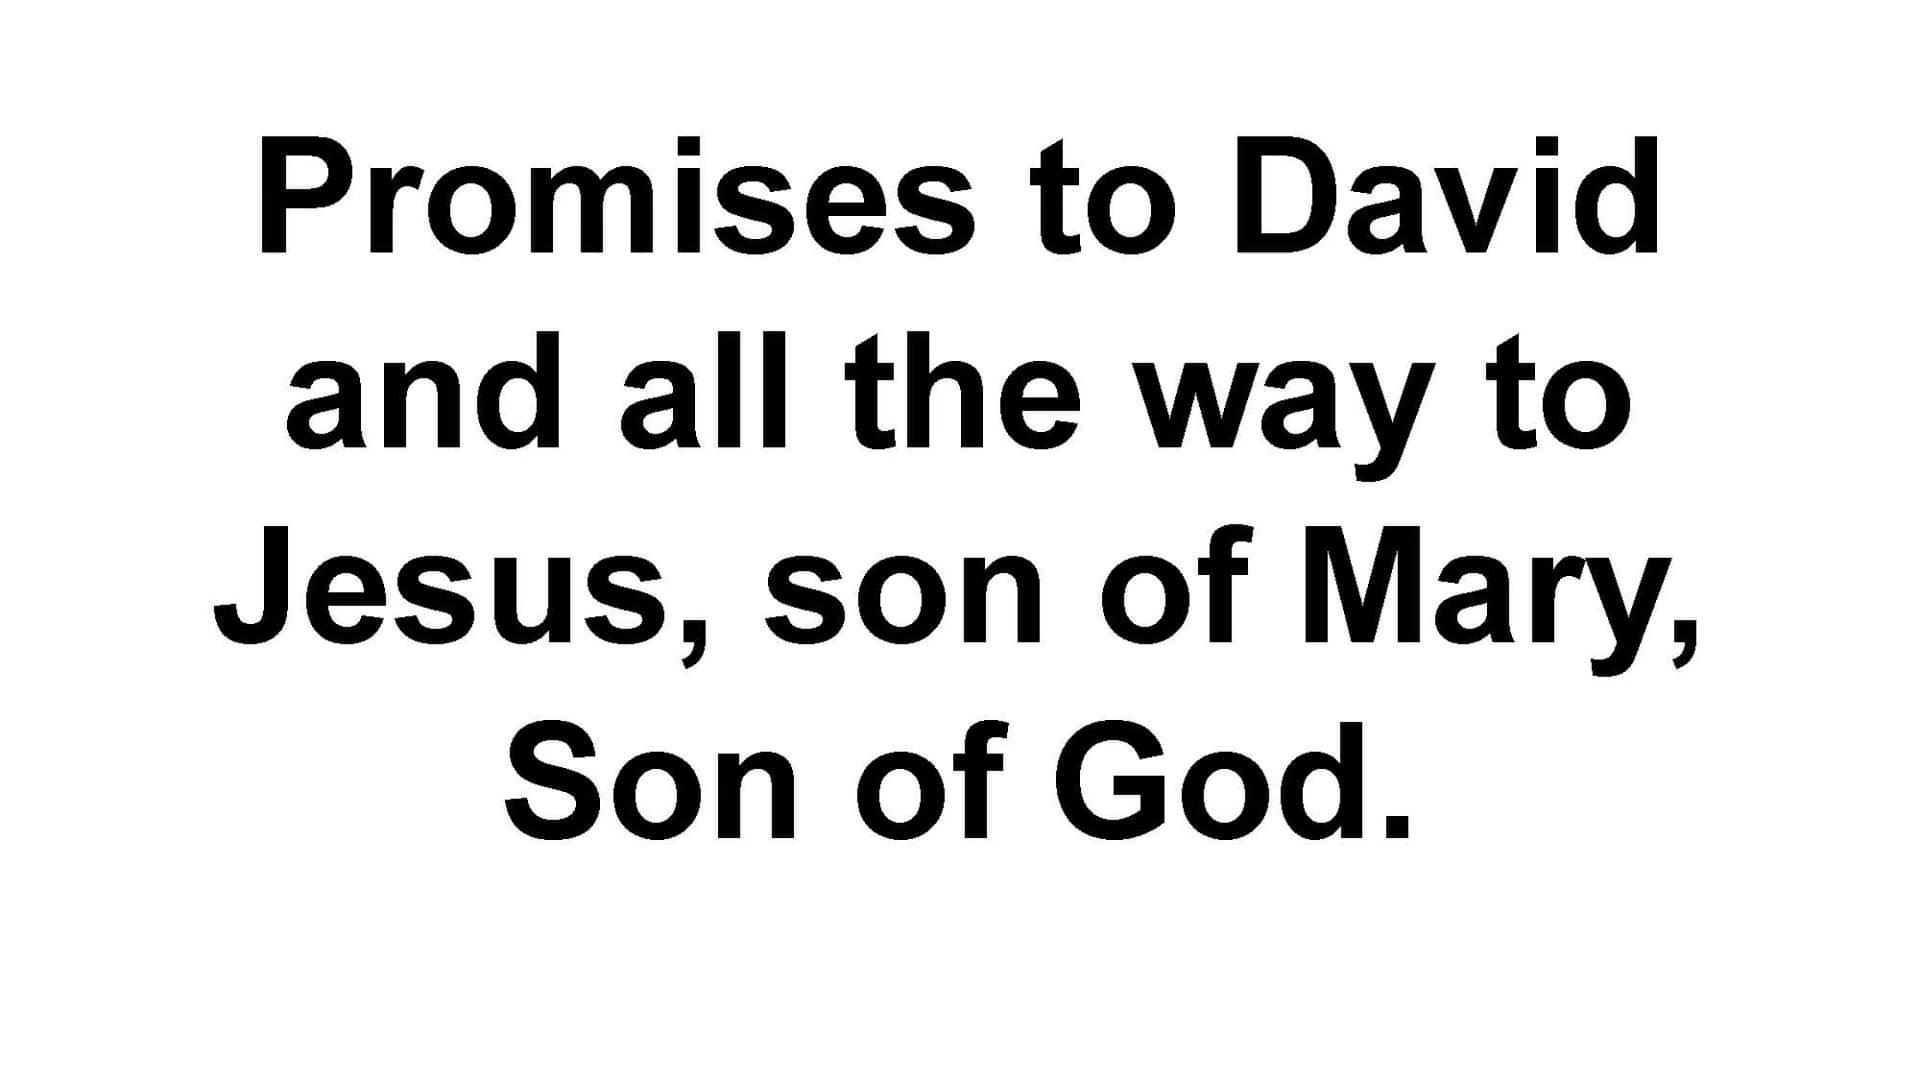 Promises to David
and all the way to
Jesus, son of Mary,
Son of God.